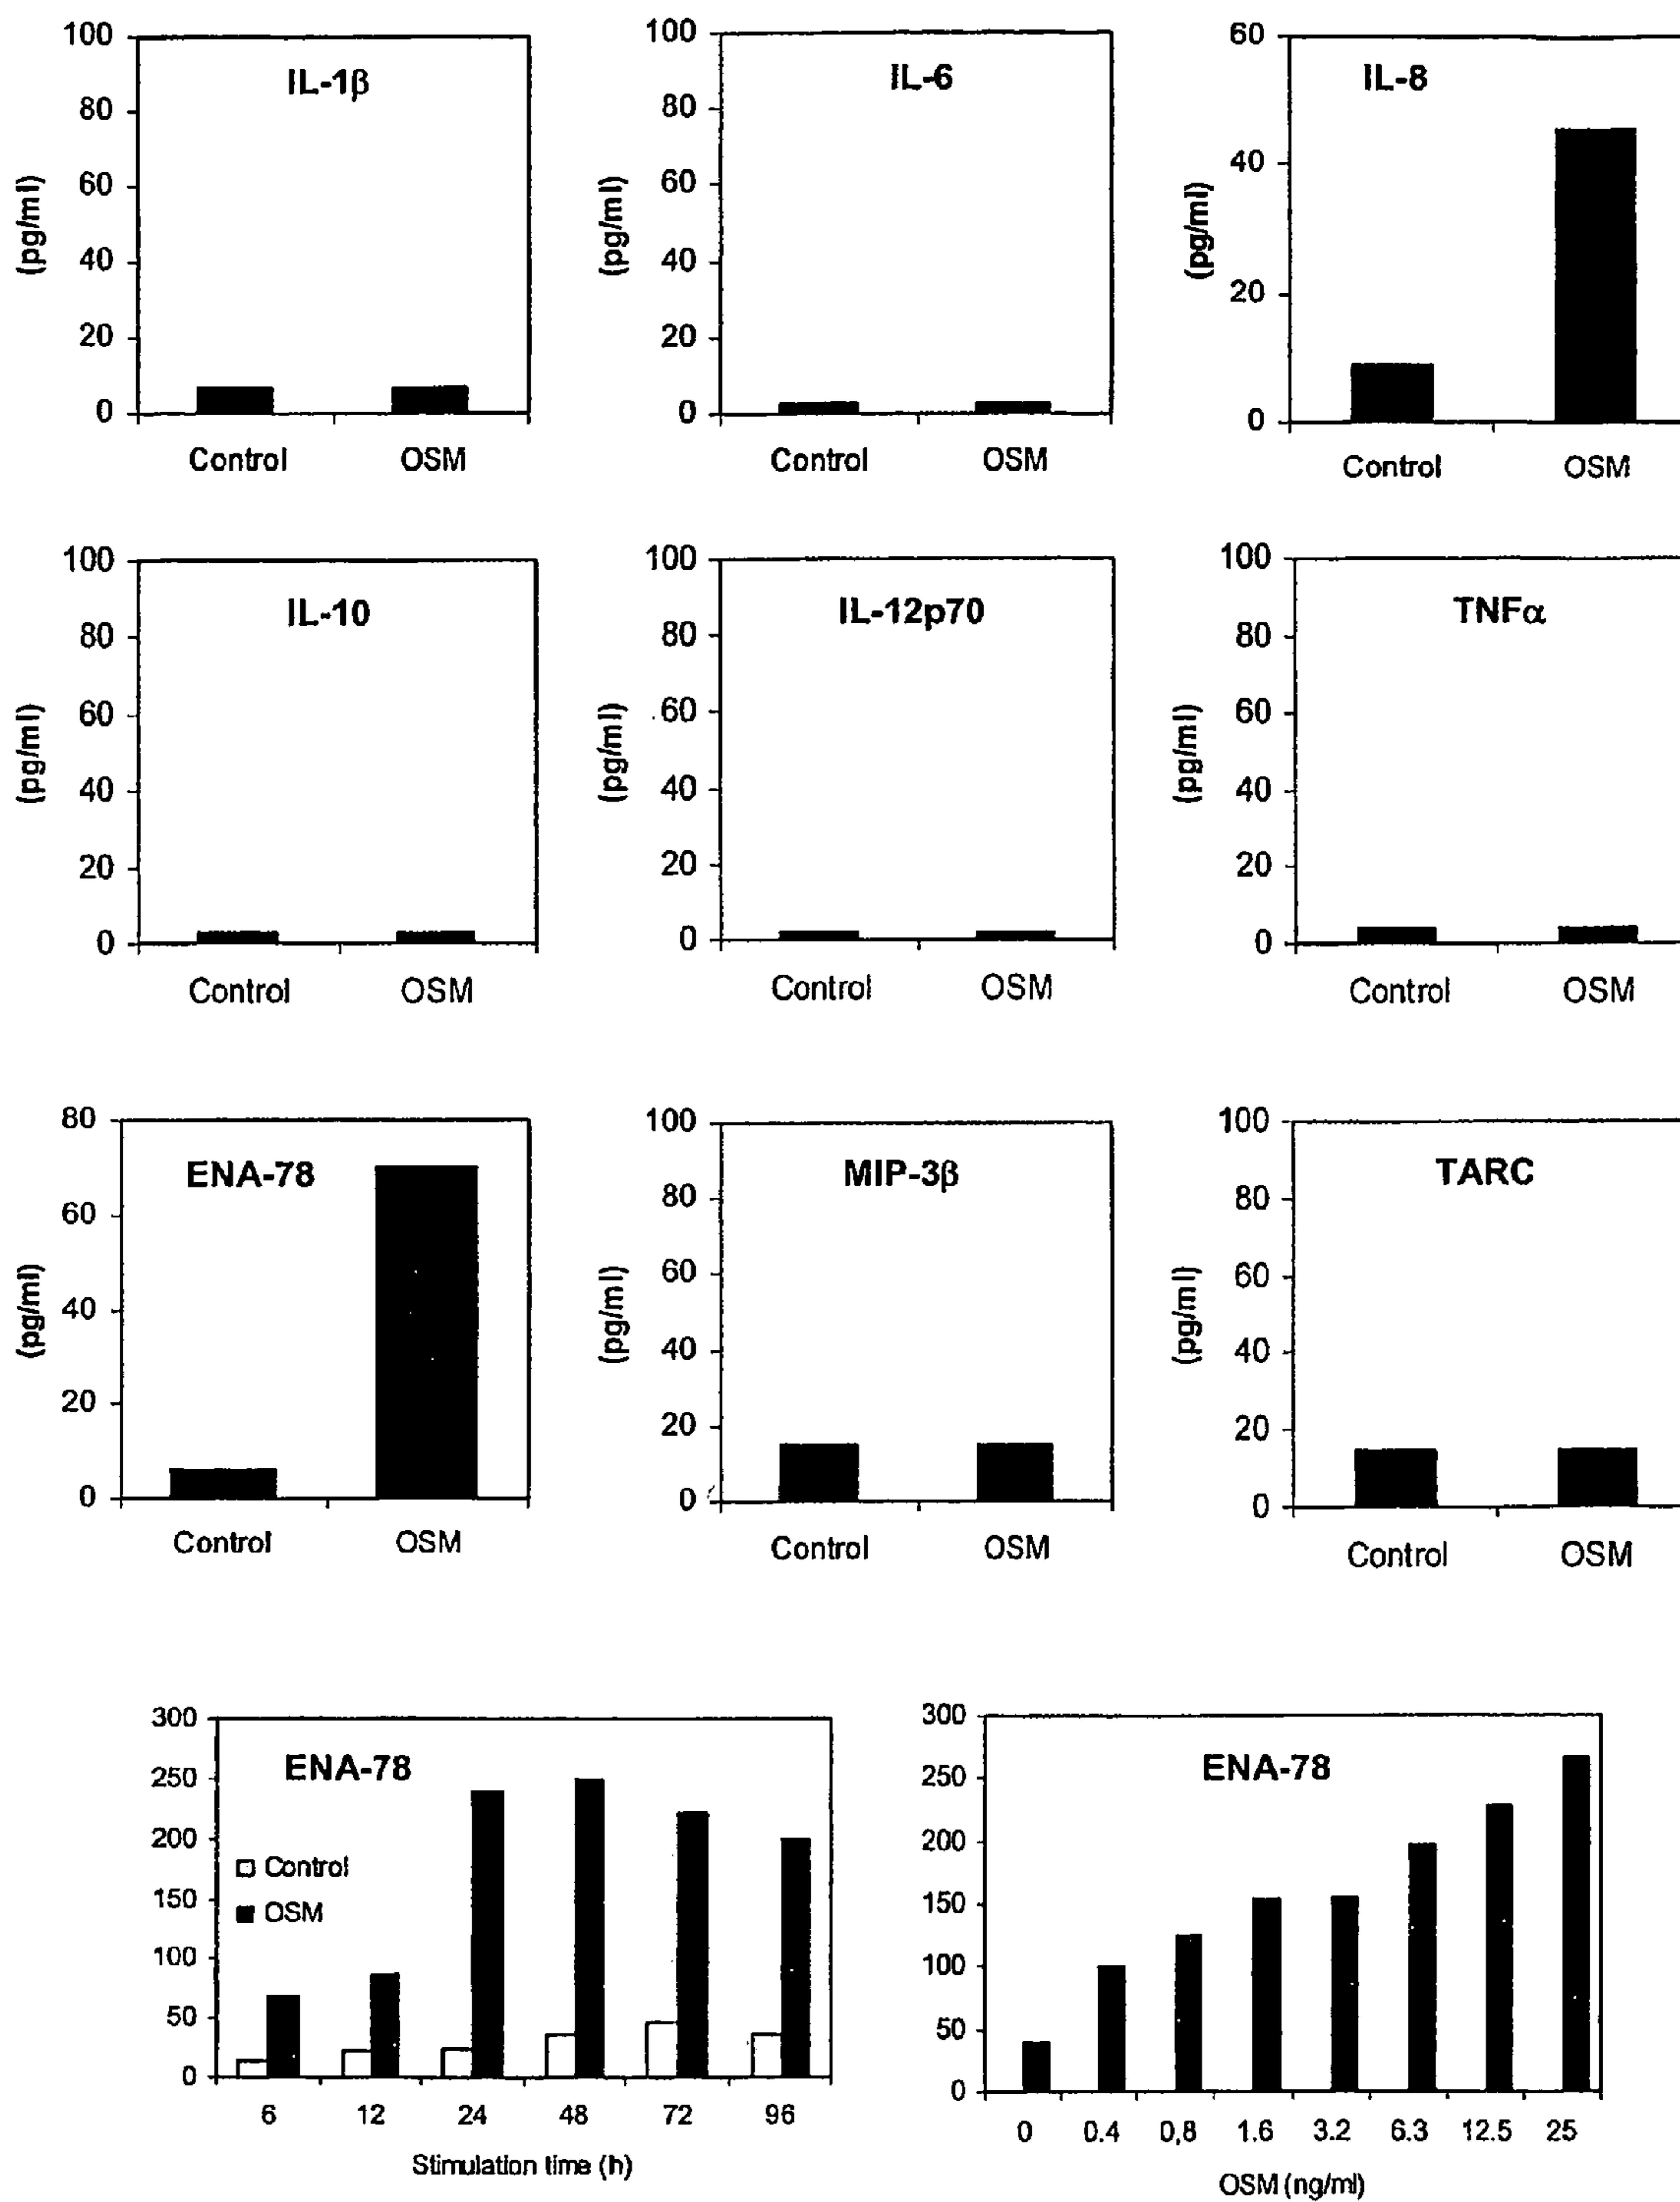 IL-1β
(pg/ml)
100
80
60
40
20
0
Control OSM
IL-6
(pg/ml)
100
80
60
40
20
0
Control OSM
IL-8
(pg/ml)
60
40
20
0
Control OSM
IL-10
(pg/ml)
100
80
60
40
20
0
Control OSM
IL-12p70
(pg/ml)
100
80
60
40
20
0
Control OSM
TNFα
(pg/ml)
100
80
60
40
20
0
Control OSM
ENA-78
(pg/ml)
80
60
40
20
0
Control OSM
MIP-3β
(pg/ml)
100
80
60
40
20
0
Control OSM
TARC
(pg/ml)
100
80
60
40
20
0
Control OSM
ENA-78
300
250
200
150
100
50
0
Control
OSM
6 12 24 48 72 96
Stimulation time (h)
ENA-78
300
250
200
150
100
50
0
0 0.4 0,8 1.6 3.2 6.3 12.5 25
OSM (ng/ml)